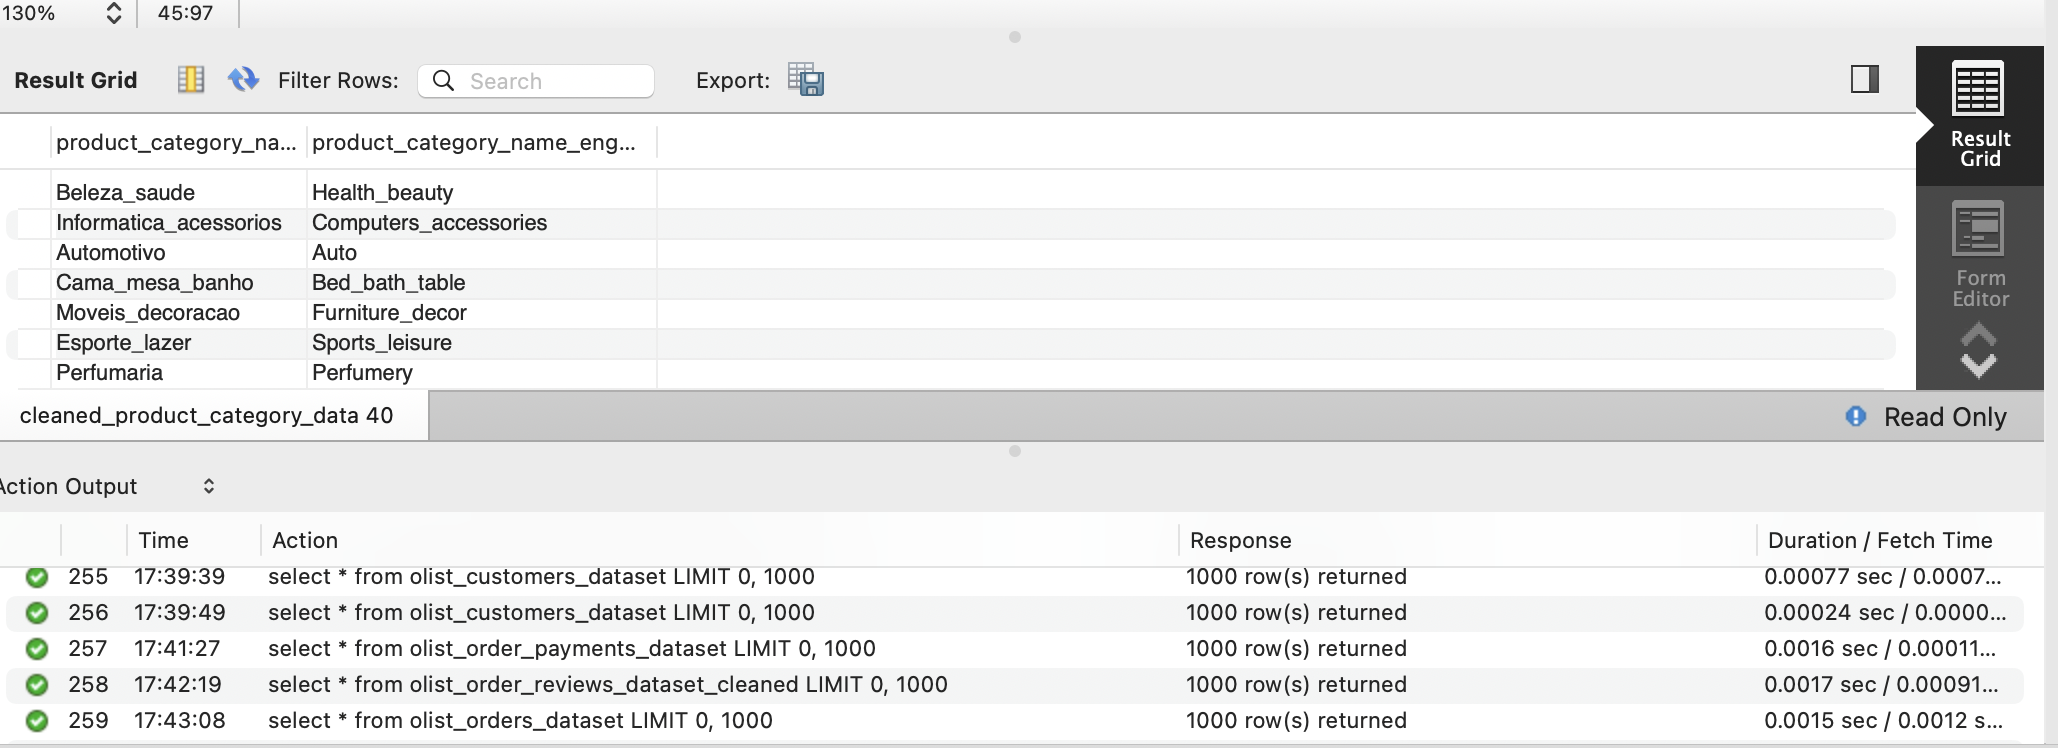 130% 45:97
Result Grid Filter Rows: Search Export:
product_category_na... product_category_name_eng...
Beleza_saude Health_beauty
Informatica_acessorios Computers_accessories
Automotivo Auto
Cama_mesa_banho Bed_bath_table
Moveis_decoracao Furniture_decor
Esporte_lazer Sports_leisure
Perfumaria Perfumery
Result
Grid
Form
Editor
cleaned_product_category_data 40 Read Only
Action Output
Time Action Response Duration / Fetch Time
255 17:39:39 select * from olist_customers_dataset LIMIT 0, 1000 1000 row(s) returned 0.00077 sec / 0.0007...
256 17:39:49 select * from olist_customers_dataset LIMIT 0, 1000 1000 row(s) returned 0.00024 sec / 0.0000...
257 17:41:27 select * from olist_order_payments_dataset LIMIT 0, 1000 1000 row(s) returned 0.0016 sec / 0.00011...
258 17:42:19 select * from olist_order_reviews_dataset_cleaned LIMIT 0, 1000 1000 row(s) returned 0.0017 sec / 0.00091...
259 17:43:08 select * from olist_orders_dataset LIMIT 0, 1000 1000 row(s) returned 0.0015 sec / 0.0012 s...